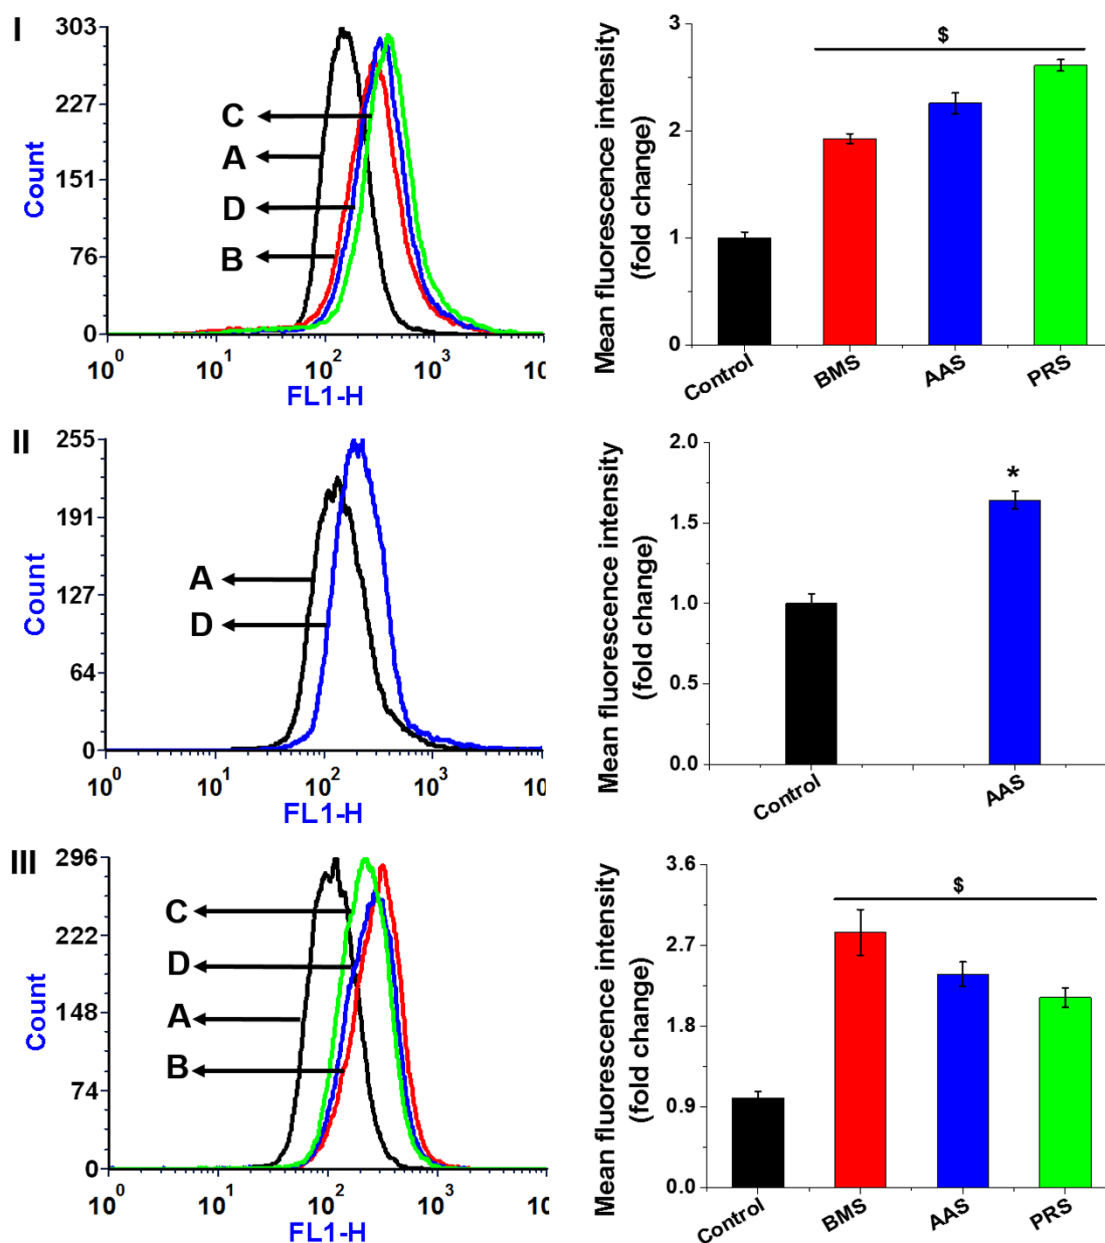 I
303
227
151
76
0
Count
C
A
D
B
10^0
10^1
10^2
10^3
10
FL1-H
Mean fluorescence intensity
(fold change)
3
2
1
0
$
Control
BMS
AAS
PRS
II
255
191
127
64
0
Count
A
D
10^0
10^1
10^2
10^3
10
FL1-H
Mean fluorescence intensity
(fold change)
2.0
1.5
1.0
0.5
0.0
*
Control
AAS
III
296
222
148
74
0
Count
C
D
A
B
10^0
10^1
10^2
10^3
10
FL1-H
Mean fluorescence intensity
(fold change)
3.6
2.7
1.8
0.9
0.0
$
Control
BMS
AAS
PRS